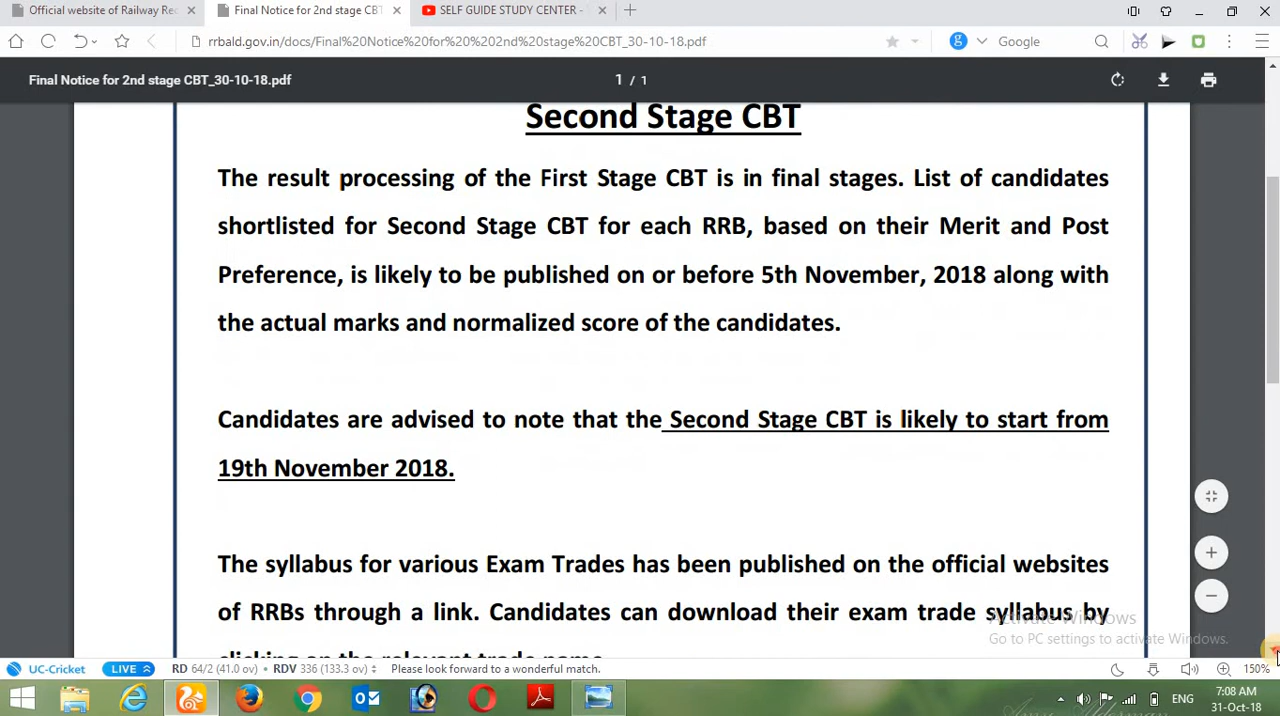 Official website of Railway Rec
Final Notice for 2nd stage CBT
SELF GUIDE STUDY CENTER -
rrbald.gov.in/docs/Final%20Notice%20for%20%202nd%20stage%20CBT_30-10-18.pdf
Google
Final Notice for 2nd stage CBT_30-10-18.pdf
1 / 1
Second Stage CBT
The result processing of the First Stage CBT is in final stages. List of candidates
shortlisted for Second Stage CBT for each RRB, based on their Merit and Post
Preference, is likely to be published on or before 5th November, 2018 along with
the actual marks and normalized score of the candidates.
Candidates are advised to note that the Second Stage CBT is likely to start from
19th November 2018.
The syllabus for various Exam Trades has been published on the official websites
of RRBs through a link. Candidates can download their exam trade syllabus by
clicking on the relevant trade name
Activate Windows
Go to PC settings to activate Windows.
UC-Cricket
LIVE
RD 64/2 (41.0 ov) • RDV 336 (133.3 ov)
Please look forward to a wonderful match.
150%
ENG
7:08 AM
31-Oct-18